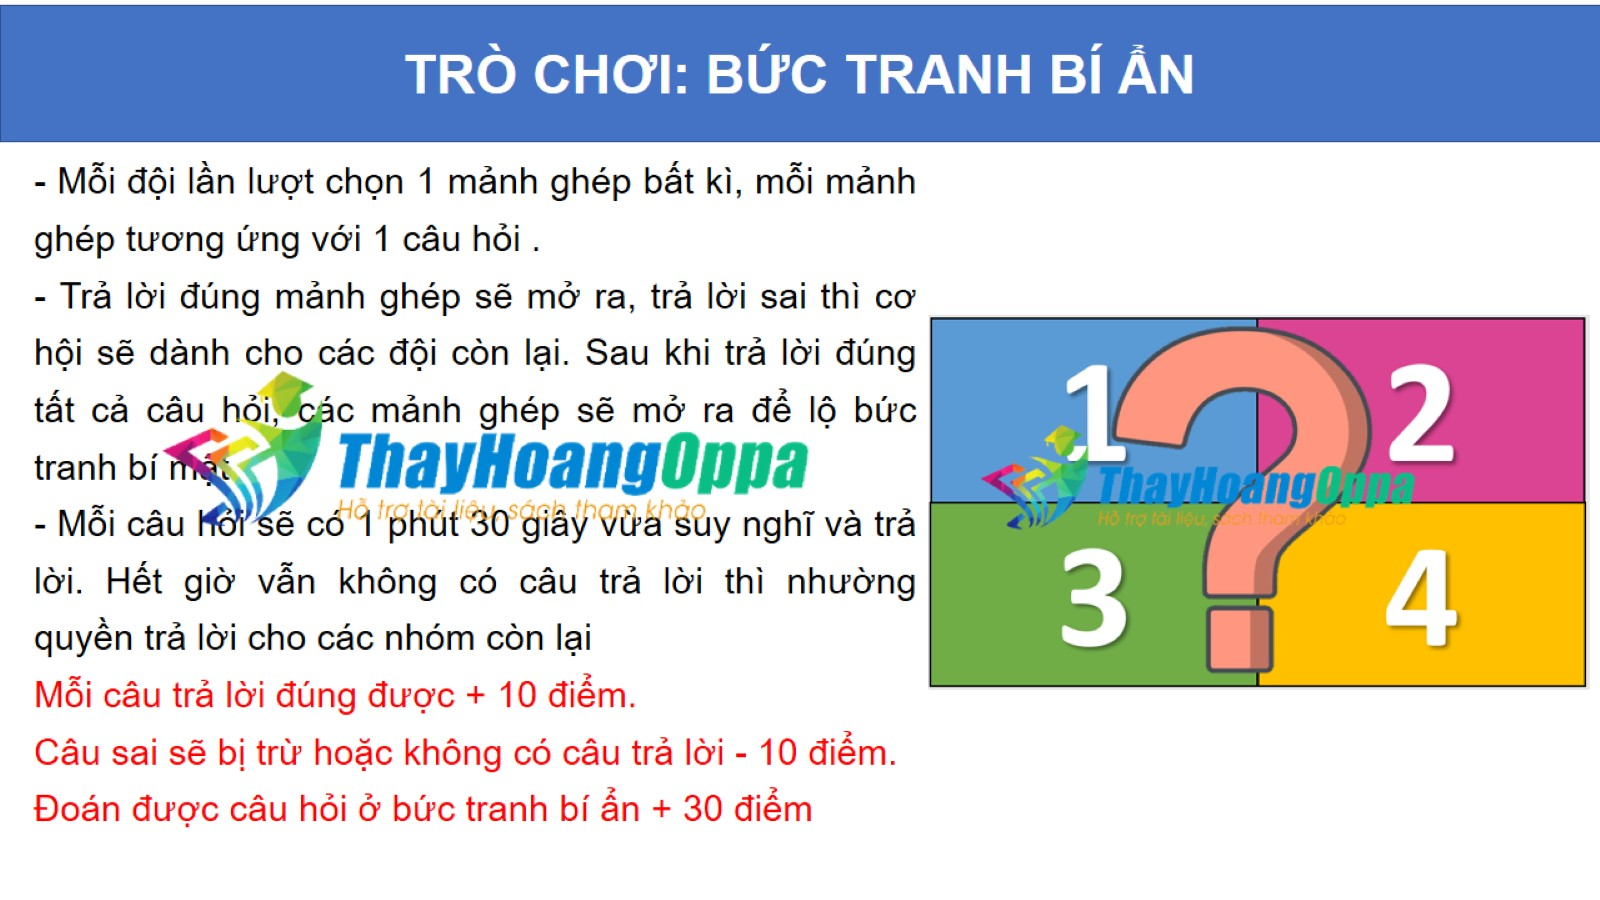 TRÒ CHƠI: BỨC TRANH BÍ ẨN
- Mỗi đội lần lượt chọn 1 mảnh ghép bất kì, mỗi mảnh
ghép tương ứng với 1 câu hỏi .
- Trả lời đúng mảnh ghép sẽ mở ra, trả lời sai thì cơ
hội sẽ dành cho các đội còn lại. Sau khi trả lời đúng
tất cả câu hỏi, các mảnh ghép sẽ mở ra để lộ bức
tranh bí mật
ThayHoangOppa
Hỗ trợ tài liệu, sách tham khảo
- Mỗi câu hỏi sẽ có 1 phút 30 giây vừa suy nghĩ và trả
lời. Hết giờ vẫn không có câu trả lời thì nhường
quyền trả lời cho các nhóm còn lại
Mỗi câu trả lời đúng được + 10 điểm.
Câu sai sẽ bị trừ hoặc không có câu trả lời - 10 điểm.
Đoán được câu hỏi ở bức tranh bí ẩn + 30 điểm
1 ? 2
ThayHoangOppa
Hỗ trợ tài liệu, sách tham khảo
3 4